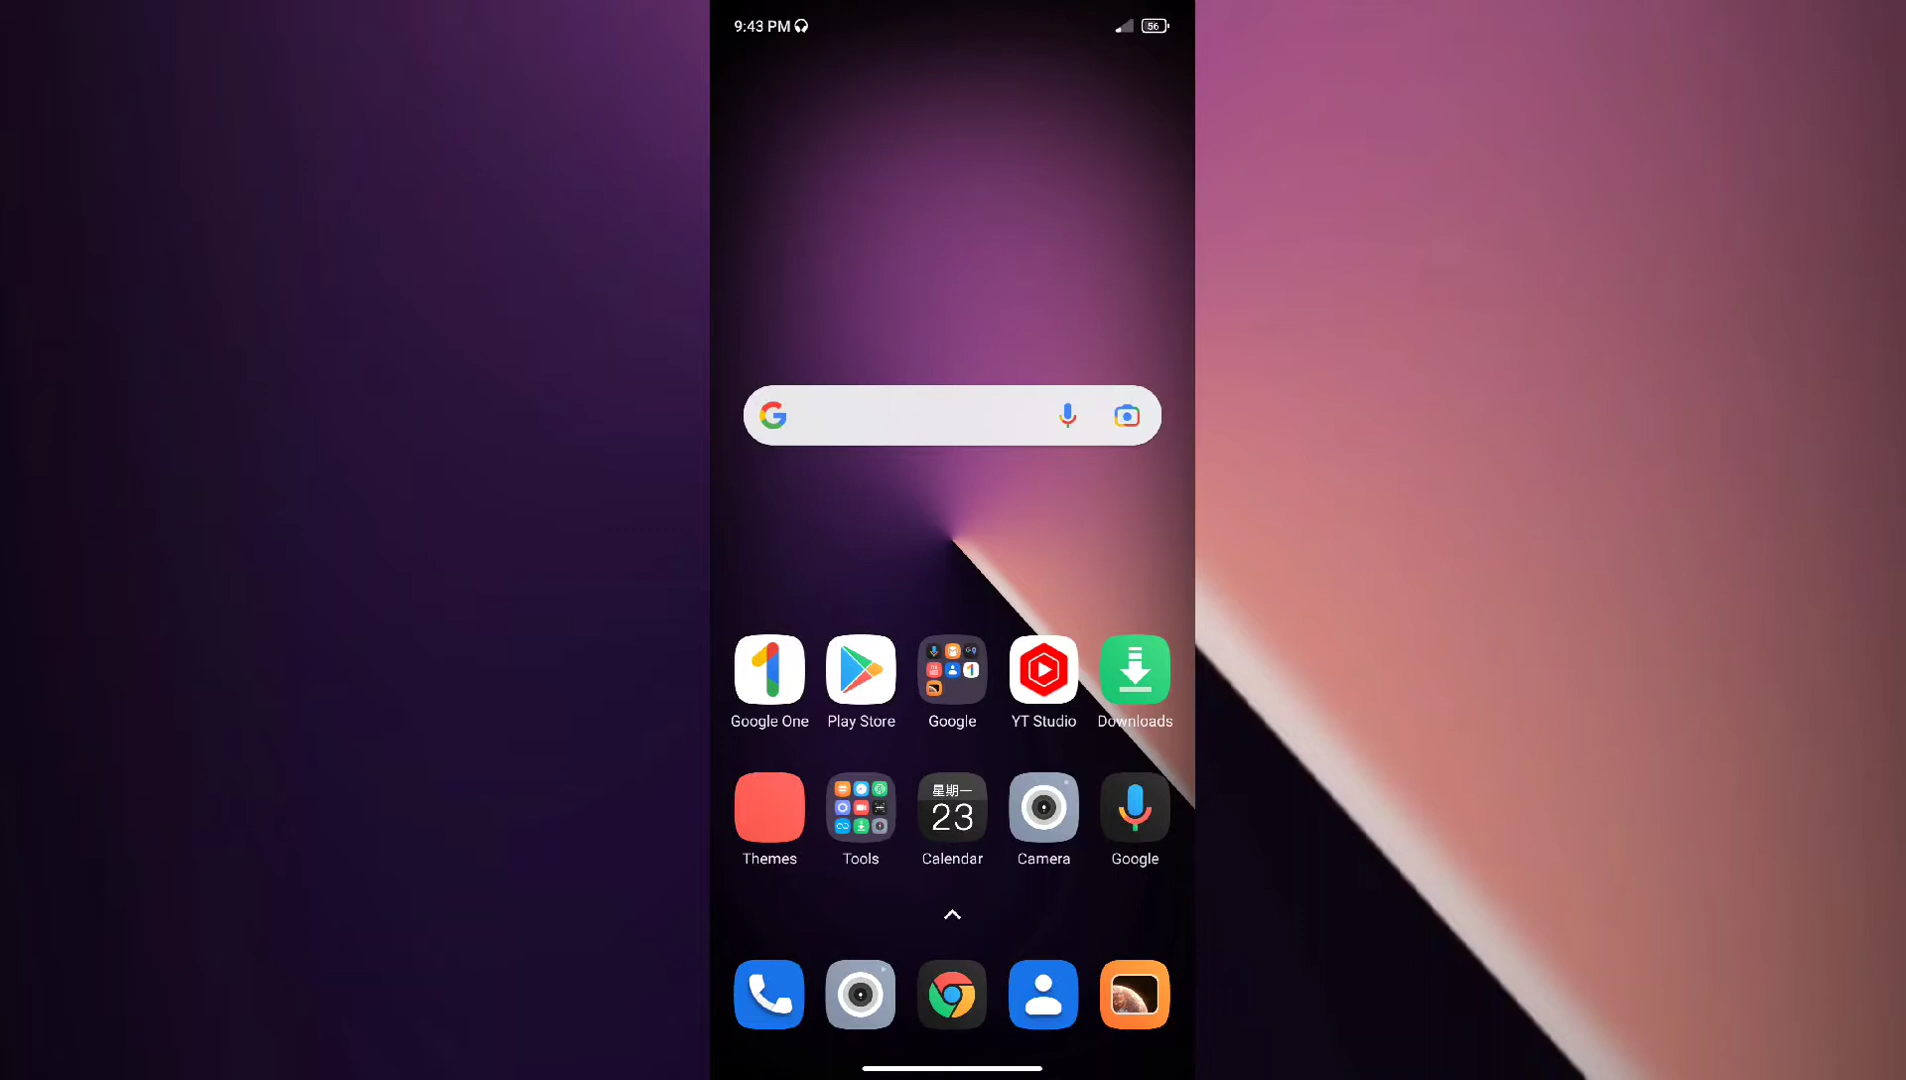 9:43 PM
56
Google One Play Store Google YT Studio Downloads
星期一
23
Themes Tools Calendar Camera Google